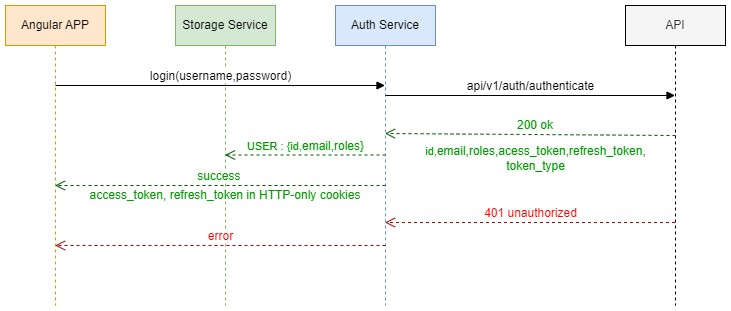 Angular APP
Storage Service
Auth Service
API
login(username,password)
api/v1/auth/authenticate
200 ok
USER : {id,email,roles}
id,email,roles,acess_token,refresh_token,
token_type
success
access_token, refresh_token in HTTP-only cookies
401 unauthorized
error